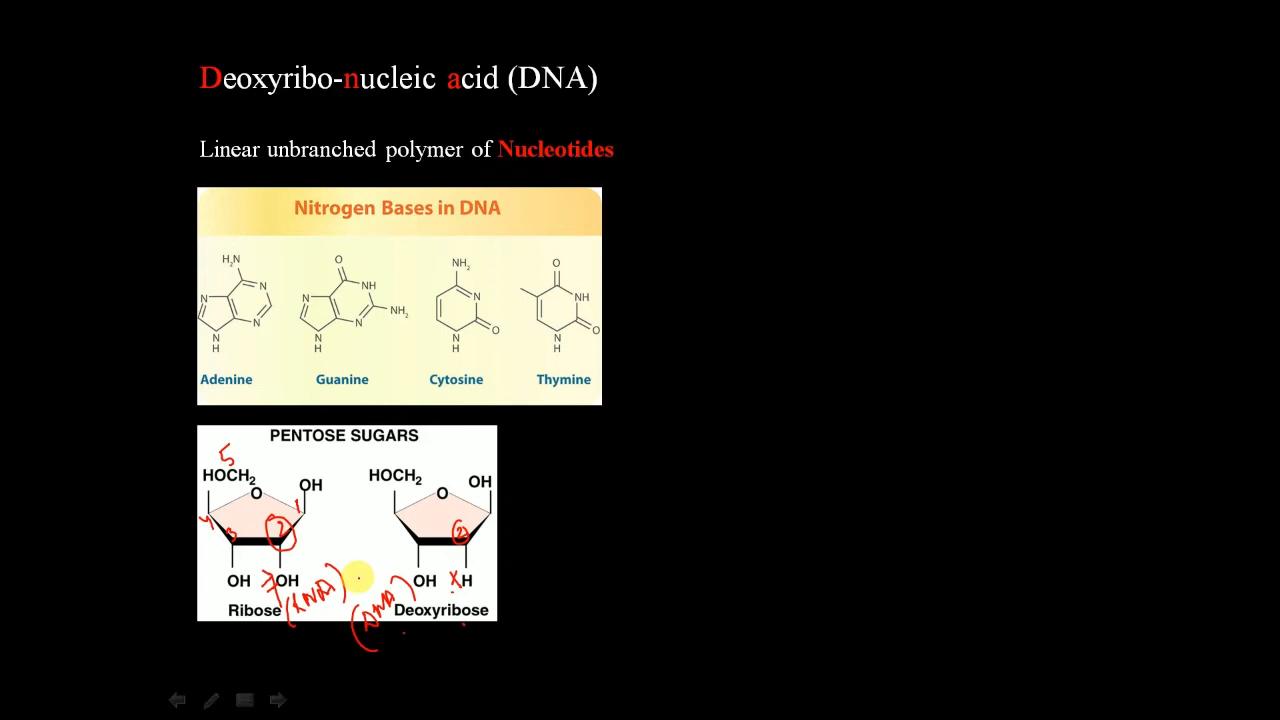 Deoxyribo-nucleic acid (DNA)
Linear unbranched polymer of Nucleotides
Nitrogen Bases in DNA
H₂N
N
N
N
N
H
Adenine
O
NH
N
N
NH₂
N
H
Guanine
NH₂
N
N
H
O
Cytosine
O
NH
N
H
O
Thymine
PENTOSE SUGARS
5
HOCH₂
O
OH
1
4
3
2
OH
OH
Ribose
(RNA)
HOCH₂
O
OH
2
OH
H
(DNA)
Deoxyribose